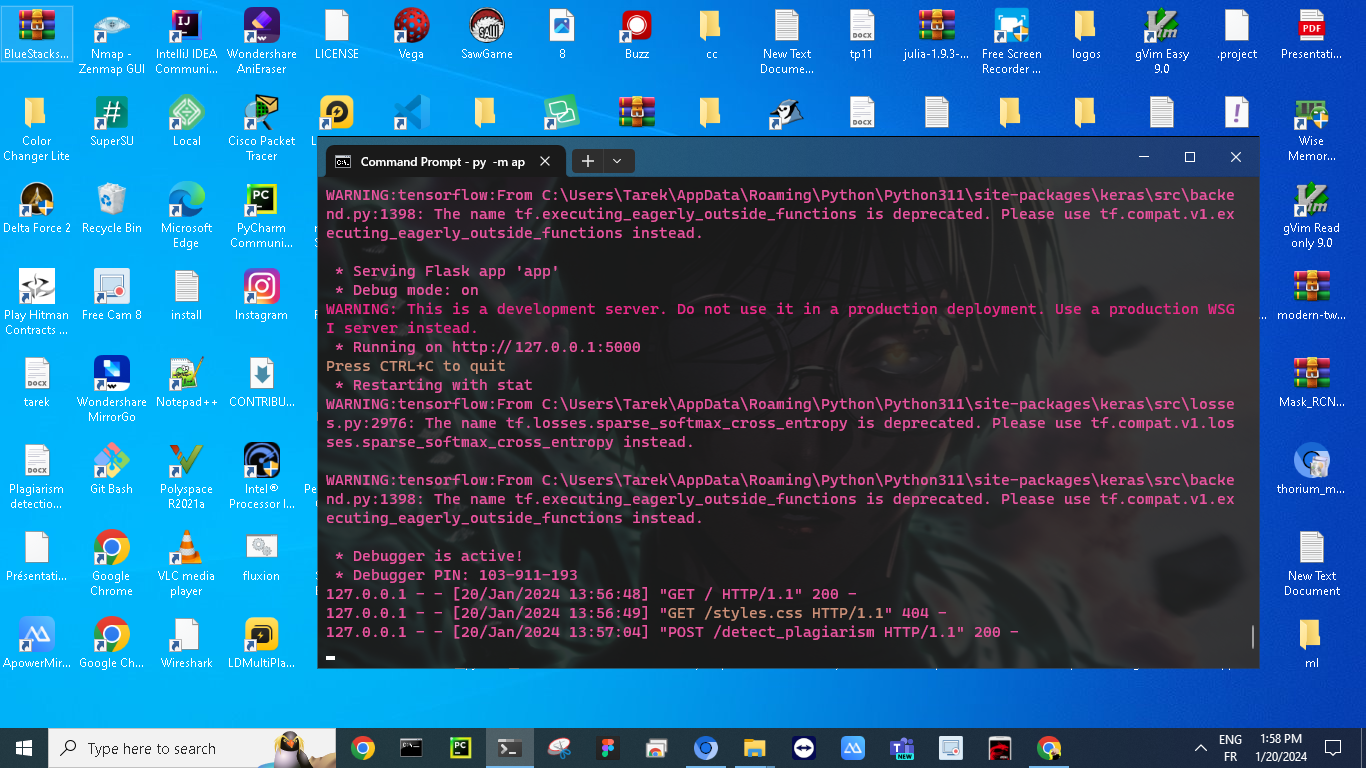 BlueStacks...
Nmap -
Zenmap GUI
IntelliJ IDEA
Communi...
Wondershare
AniEraser
LICENSE
Vega
SawGame
8
Buzz
cc
New Text
Docume...
tp11
julia-1.9.3-...
Free Screen
Recorder ...
logos
gVim Easy
9.0
.project
Presentati...
Color
Changer Lite
SuperSU
Local
Cisco Packet
Tracer
Wise
Memor...
Delta Force 2
Recycle Bin
Microsoft
Edge
PyCharm
Communi...
gVim Read
only 9.0
Play Hitman
Contracts ...
Free Cam 8
install
Instagram
modern-tw...
tarek
Wondershare
MirrorGo
Notepad++
CONTRIBU...
Mask_RCN...
Plagiarism
detectio...
Git Bash
Polyspace
R2021a
Intel®
Processor I...
thorium_m...
Présentati...
Google
Chrome
VLC media
player
fluxion
New Text
Document
ApowerMir...
Google Ch...
Wireshark
LDMultiPla...
ml
Command Prompt - py  -m ap
WARNING:tensorflow:From C:\Users\Tarek\AppData\Roaming\Python\Python311\site-packages\keras\src\backe
nd.py:1398: The name tf.executing_eagerly_outside_functions is deprecated. Please use tf.compat.v1.ex
ecuting_eagerly_outside_functions instead.
* Serving Flask app 'app'
* Debug mode: on
WARNING: This is a development server. Do not use it in a production deployment. Use a production WSG
I server instead.
* Running on http://127.0.0.1:5000
Press CTRL+C to quit
* Restarting with stat
WARNING:tensorflow:From C:\Users\Tarek\AppData\Roaming\Python\Python311\site-packages\keras\src\losse
s.py:2976: The name tf.losses.sparse_softmax_cross_entropy is deprecated. Please use tf.compat.v1.los
ses.sparse_softmax_cross_entropy instead.
WARNING:tensorflow:From C:\Users\Tarek\AppData\Roaming\Python\Python311\site-packages\keras\src\backe
nd.py:1398: The name tf.executing_eagerly_outside_functions is deprecated. Please use tf.compat.v1.ex
ecuting_eagerly_outside_functions instead.
* Debugger is active!
* Debugger PIN: 103-911-193
127.0.0.1 - - [20/Jan/2024 13:56:48] "GET / HTTP/1.1" 200 -
127.0.0.1 - - [20/Jan/2024 13:56:49] "GET /styles.css HTTP/1.1" 404 -
127.0.0.1 - - [20/Jan/2024 13:57:04] "POST /detect_plagiarism HTTP/1.1" 200 -
Type here to search
ENG
FR
1:58 PM
1/20/2024